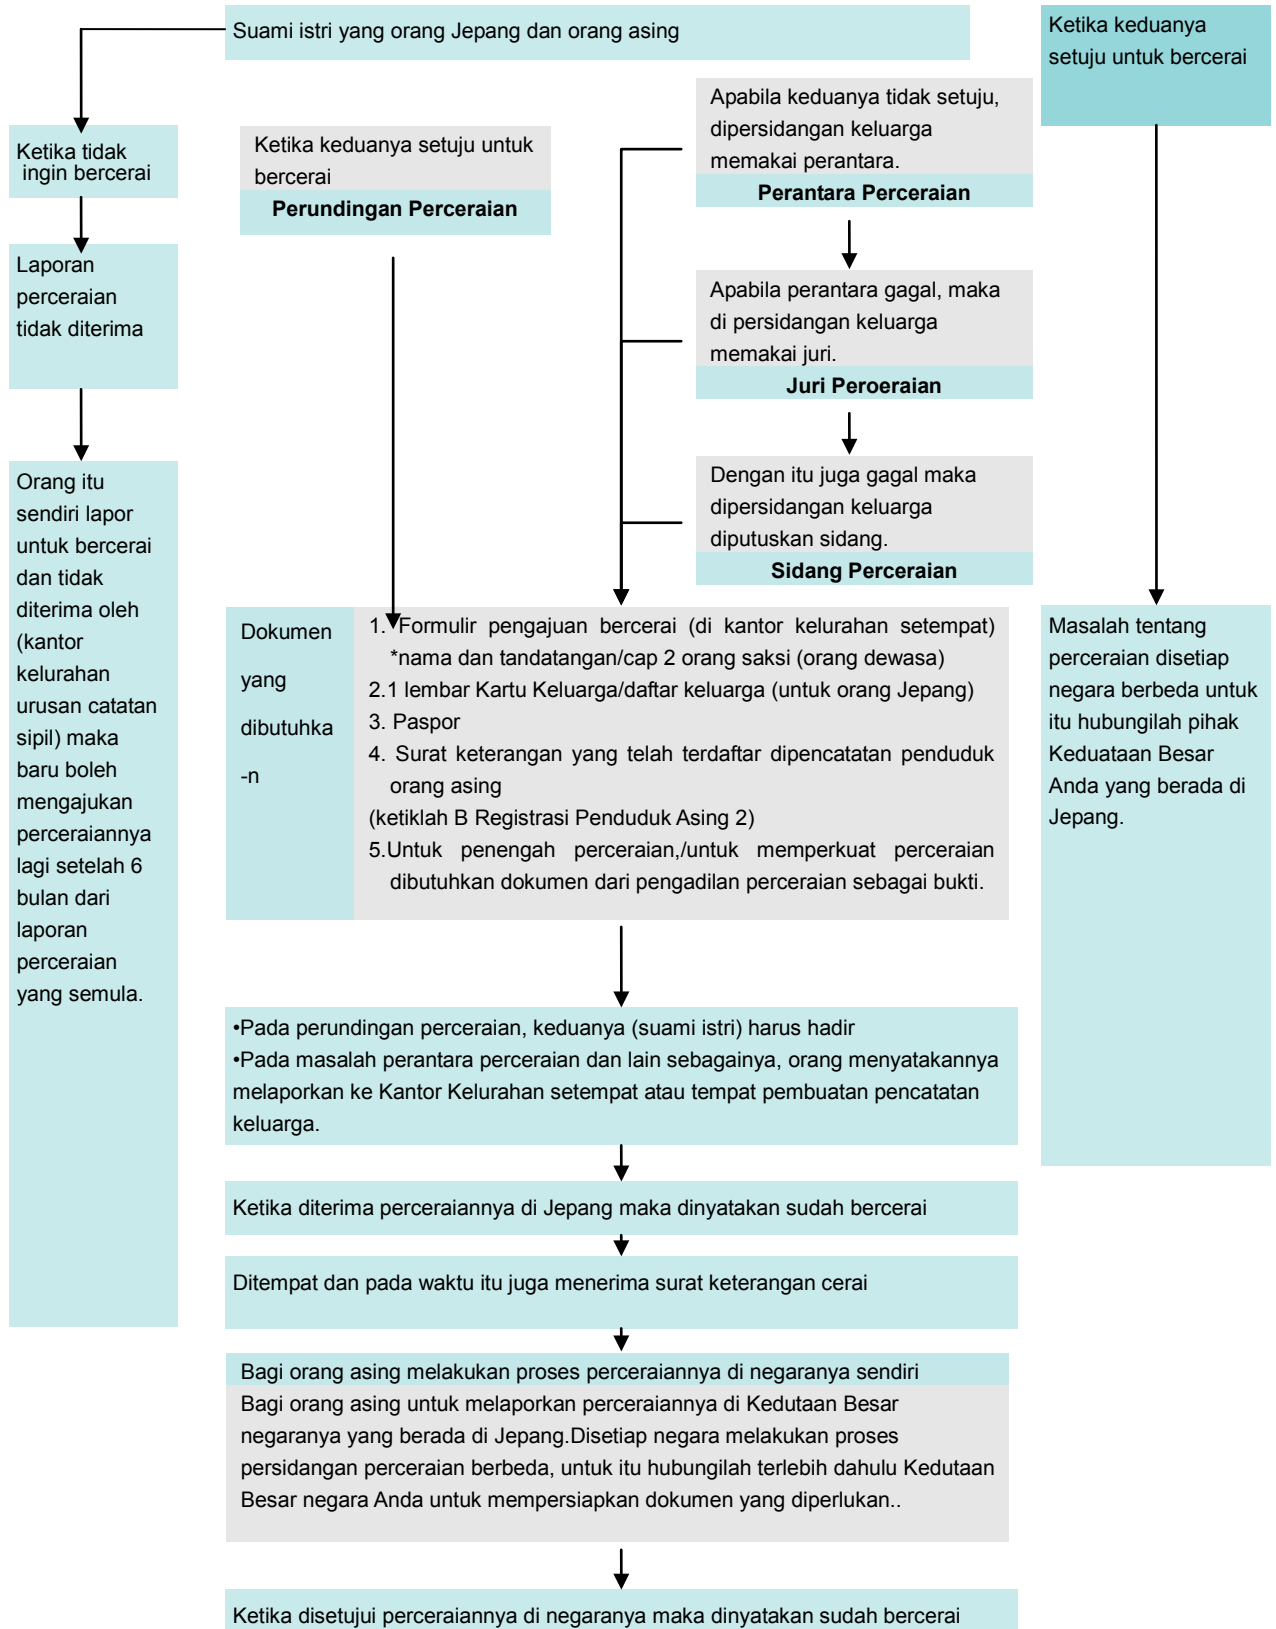 Suami istri yang orang Jepang dan orang asing
Ketika keduanya
setuju untuk bercerai
Ketika tidak
ingin bercerai
Laporan
perceraian
tidak diterima
Orang itu
sendiri lapor
untuk bercerai
dan tidak
diterima oleh
(kantor
kelurahan
urusan catatan
sipil) maka
baru boleh
mengajukan
perceraiannya
lagi setelah 6
bulan dari
laporan
perceraian
yang semula.
Ketika keduanya setuju untuk
bercerai
Perundingan Perceraian
Apabila keduanya tidak setuju,
dipersidangan keluarga
memakai perantara.
Perantara Perceraian
Apabila perantara gagal, maka
di persidangan keluarga
memakai juri.
Juri Peroeraian
Dengan itu juga gagal maka
dipersidangan keluarga
diputuskan sidang.
Sidang Perceraian
Dokumen
yang
dibutuhka
-n
1. Formulir pengajuan bercerai (di kantor kelurahan setempat)
*nama dan tandatangan/cap 2 orang saksi (orang dewasa)
2.1 lembar Kartu Keluarga/daftar keluarga (untuk orang Jepang)
3. Paspor
4. Surat keterangan yang telah terdaftar dipencatatan penduduk
orang asing
(ketiklah B Registrasi Penduduk Asing 2)
5.Untuk penengah perceraian,/untuk memperkuat perceraian
dibutuhkan dokumen dari pengadilan perceraian sebagai bukti.
Masalah tentang
perceraian disetiap
negara berbeda untuk
itu hubungilah pihak
Keduataan Besar
Anda yang berada di
Jepang.
•Pada perundingan perceraian, keduanya (suami istri) harus hadir
•Pada masalah perantara perceraian dan lain sebagainya, orang menyatakannya
melaporkan ke Kantor Kelurahan setempat atau tempat pembuatan pencatatan
keluarga.
Ketika diterima perceraiannya di Jepang maka dinyatakan sudah bercerai
Ditempat dan pada waktu itu juga menerima surat keterangan cerai
Bagi orang asing melakukan proses perceraiannya di negaranya sendiri
Bagi orang asing untuk melaporkan perceraiannya di Kedutaan Besar
negaranya yang berada di Jepang.Disetiap negara melakukan proses
persidangan perceraian berbeda, untuk itu hubungilah terlebih dahulu Kedutaan
Besar negara Anda untuk mempersiapkan dokumen yang diperlukan..
Ketika disetujui perceraiannya di negaranya maka dinyatakan sudah bercerai